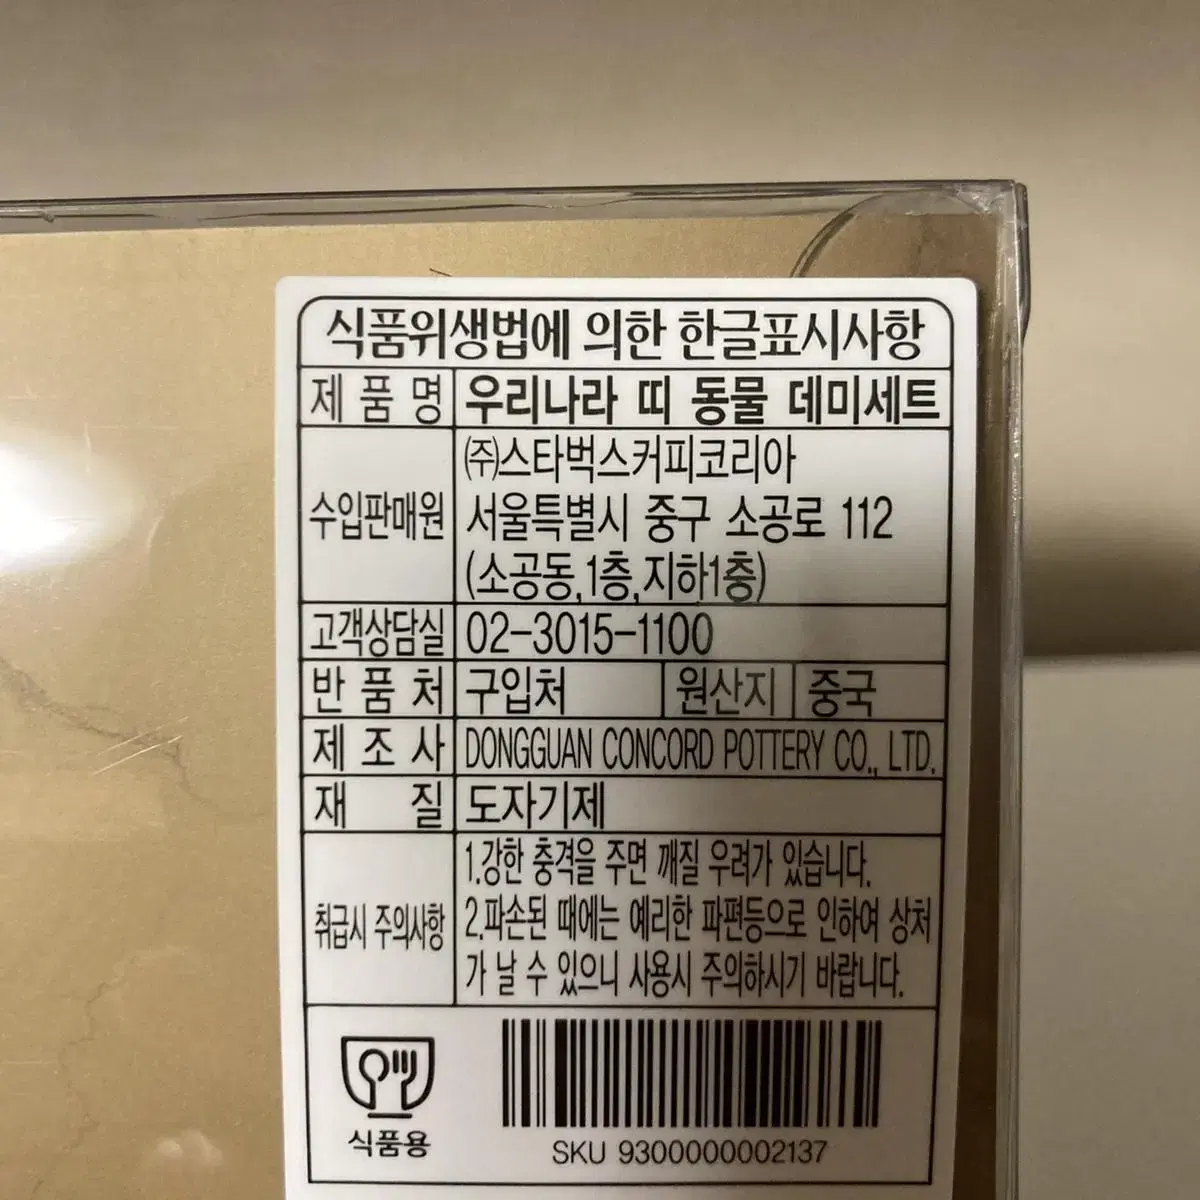 식품위생법에 의한 한글표시사항
제 품 명 우리나라 띠 동물 데미세트
수입판매원 ㈜스타벅스커피코리아
서울특별시 중구 소공로 112
(소공동,1층,지하1층)
고객상담실 02-3015-1100
반 품 처 구입처 원산지 중국
제 조 사 DONGGUAN CONCORD POTTERY CO., LTD.
재 질 도자기제
취급시 주의사항 1.강한 충격을 주면 깨질 우려가 있습니다.
2.파손된 때에는 예리한 파편등으로 인하여 상처
가 날 수 있으니 사용시 주의하시기 바랍니다.
식품용
SKU 9300000002137